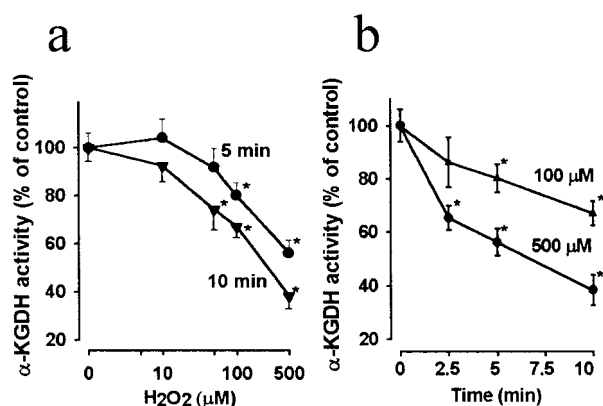 a
α-KGDH activity (% of control)
100
80
60
40
20
5 min
10 min
*
*
*
*
*
0
10
100
500
H2O2 (μM)
b
α-KGDH activity (% of control)
100
80
60
40
20
100 μM
500 μM
*
*
*
*
*
0
2.5
5
7.5
10
Time (min)